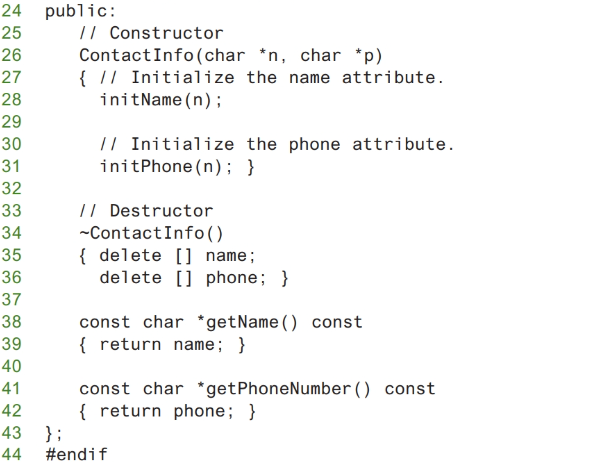 24 public:
25 // Constructor
26 ContactInfo(char *n, char *p)
27 { // Initialize the name attribute.
28 initName(n);
29
30 // Initialize the phone attribute.
31 initPhone(n); }
32
33 // Destructor
34 ~ContactInfo()
35 { delete [] name;
36 delete [] phone; }
37
38 const char *getName() const
39 { return name; }
40
41 const char *getPhoneNumber() const
42 { return phone; }
43 };
44 #endif